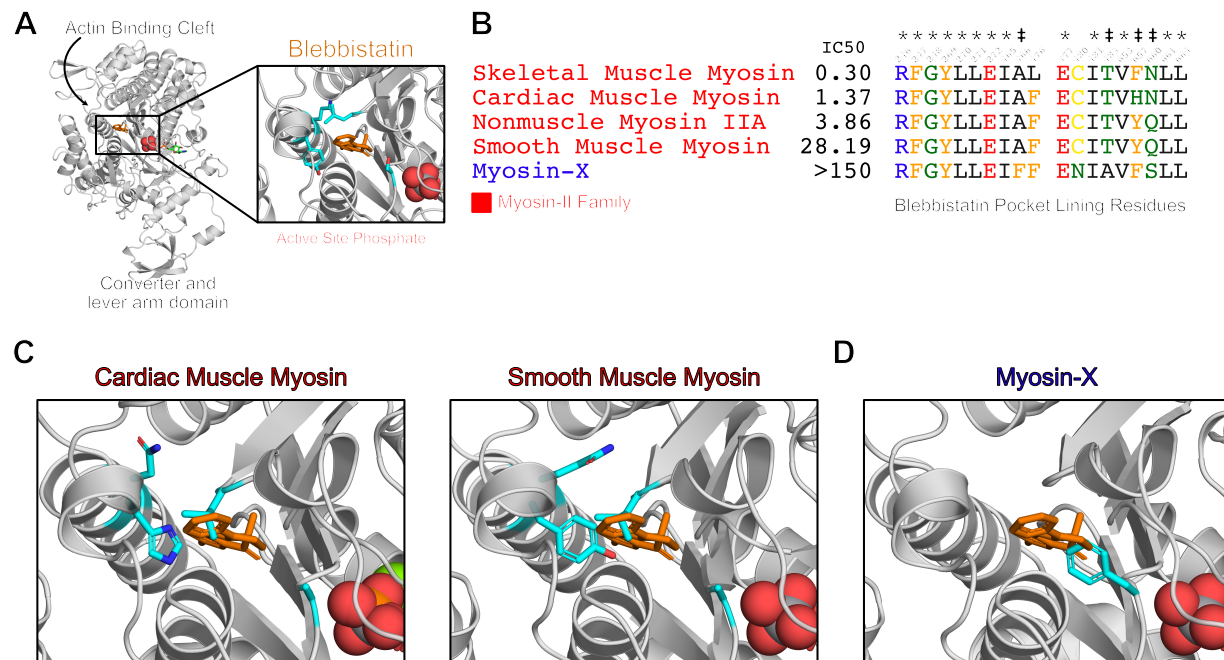 A
Actin Binding Cleft
Blebbistatin
Active Site Phosphate
Converter and
lever arm domain
B
IC50
* * * * * * * * ‡ * * ‡ * ‡ ‡ * *
Skeletal Muscle Myosin 0.30 RFGYLLEIAL ECITVFNLL
Cardiac Muscle Myosin 1.37 RFGYLLEIAF ECITVHNLL
Nonmuscle Myosin IIA 3.86 RFGYLLEIAF ECITVYQLL
Smooth Muscle Myosin 28.19 RFGYLLEIAF ECITVYQLL
Myosin-X >150 RFGYLLEIFF ENIAVFSLL
Myosin-II Family
Blebbistatin Pocket Lining Residues
C
Cardiac Muscle Myosin
Smooth Muscle Myosin
D
Myosin-X